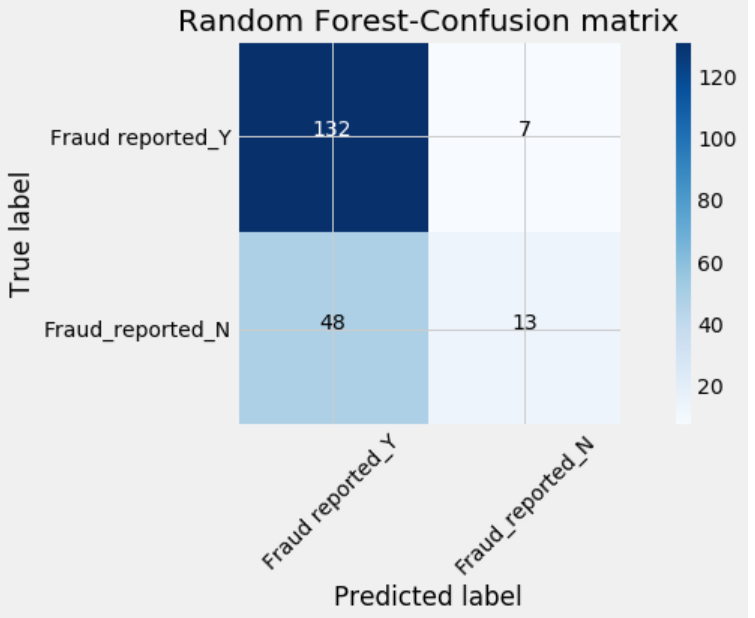 Random Forest-Confusion matrix
120
132
7
Fraud reported_Y
100
True label
80
60
48
13
Fraud_reported_N
40
20
Fraud reported_Y
Fraud_reported_N
Predicted label